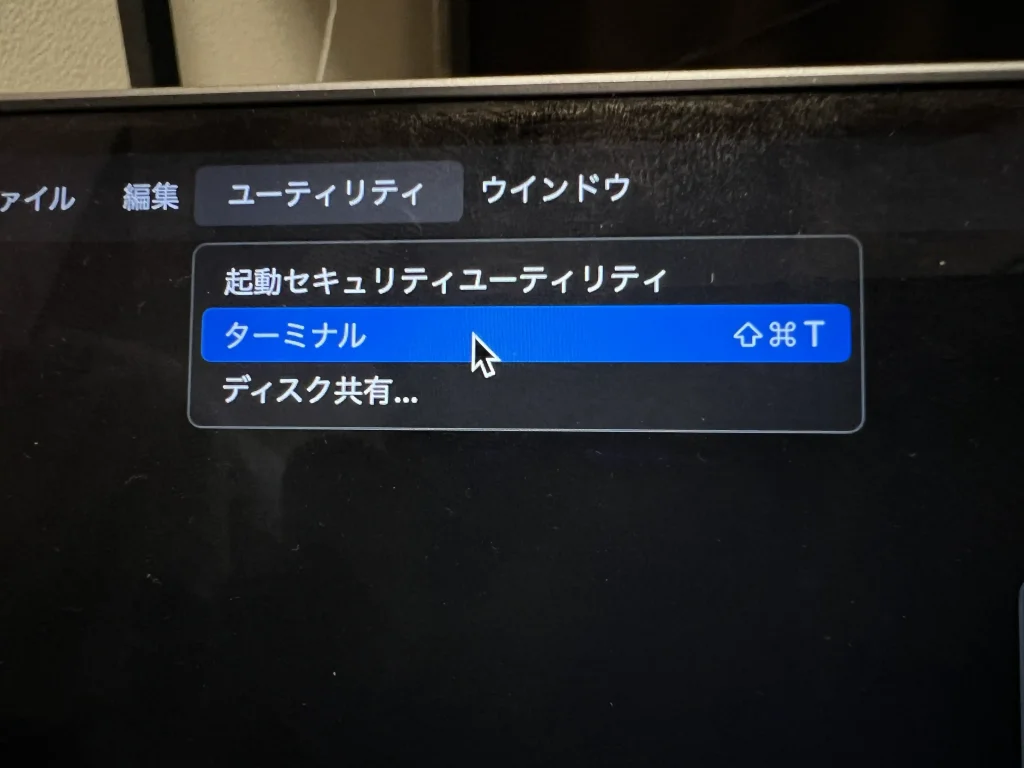 ァイル 編集 ユーティリティ ウインドウ
起動セキュリティユーティリティ
ターミナル ⇧⌘T
ディスク共有...